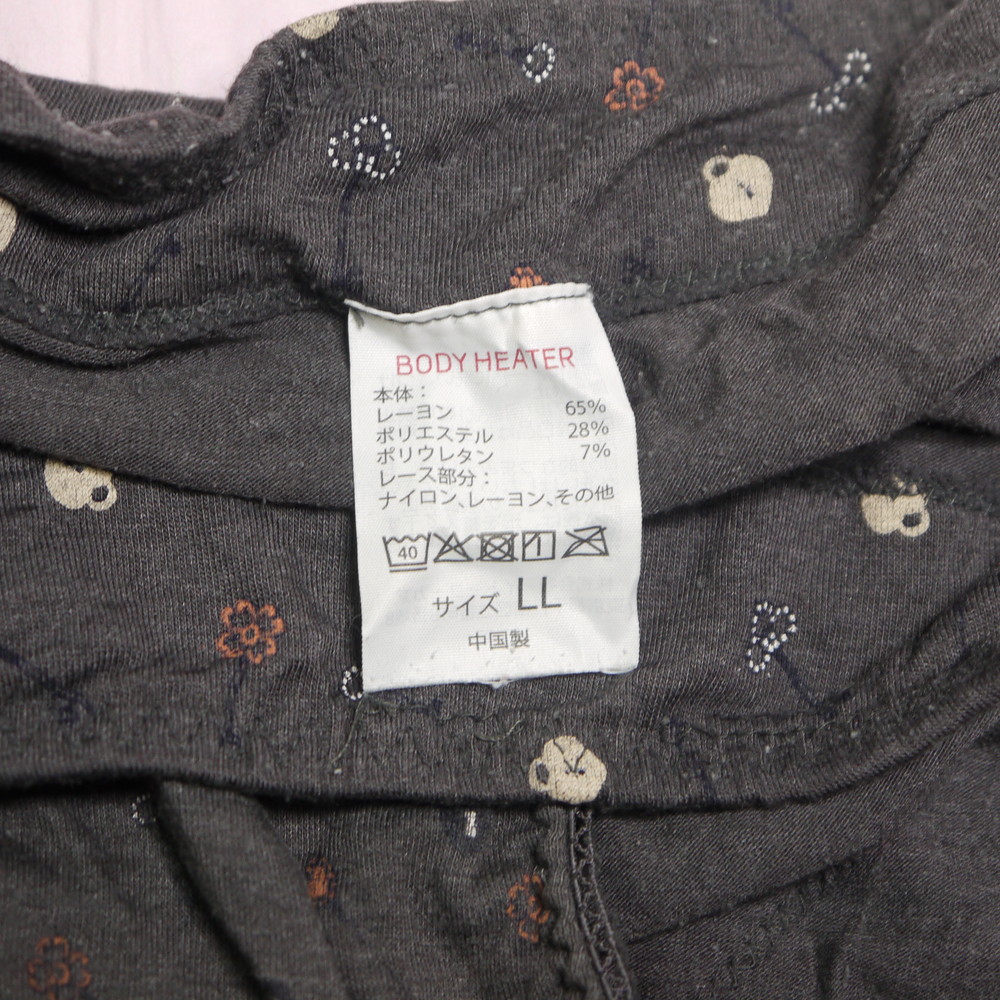 BODY HEATER
本体：
レーヨン 65%
ポリエステル 28%
ポリウレタン 7%
レース部分：
ナイロン、レーヨン、その他
40
サイズ LL
中国製